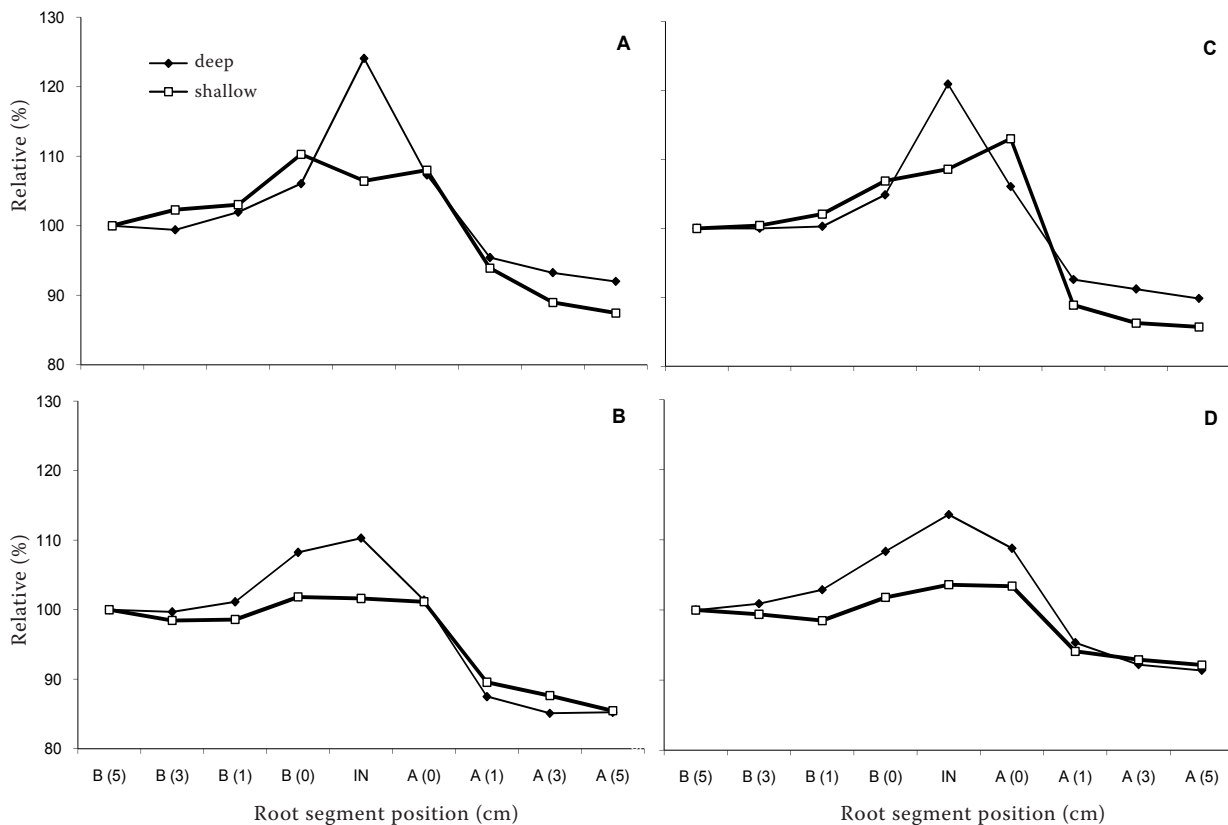 130
A
deep
shallow
120
110
100
90
80
Relative (%)
C
130
B
120
110
100
90
80
Relative (%)
B (5) B (3) B (1) B (0) IN A (0) A (1) A (3) A (5)
Root segment position (cm)
D
B (5) B (3) B (1) B (0) IN A (0) A (1) A (3) A (5)
Root segment position (cm)